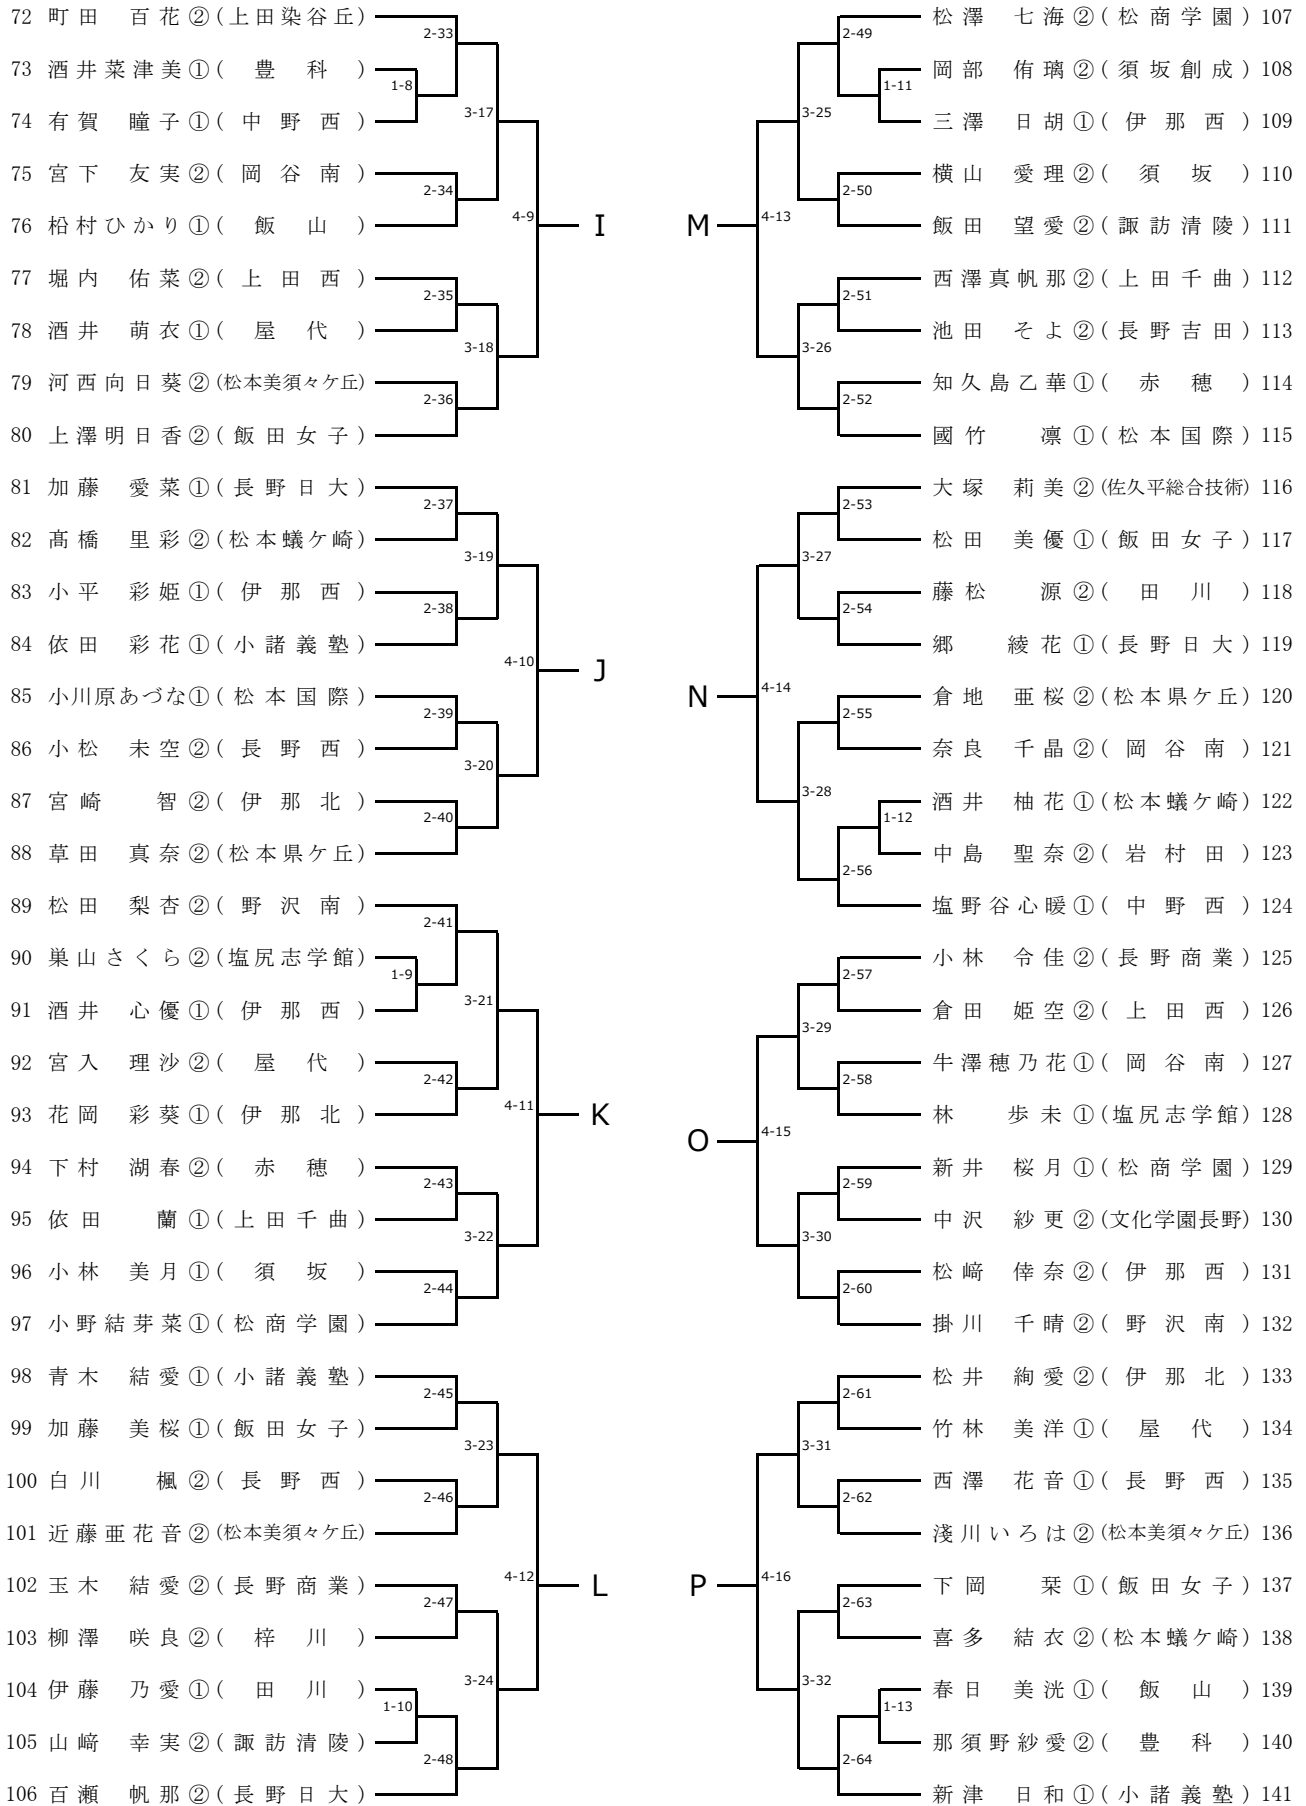 72 町田 百花②(上田染谷丘)
73 酒井菜津美①(豊科)
74 有賀 瞳子①(中野西)
75 宮下 友実②(岡谷南)
76 松村ひかり①(飯山)
77 堀内 佑菜②(上田西)
78 酒井 萌衣①(屋代)
79 河西向日葵②(松本美須々ケ丘)
80 上澤明日香②(飯田女子)
2-33
1-8
3-17
2-34
4-9
I
2-35
3-18
2-36
81 加藤 愛菜①(長野日大)
82 髙橋 里彩②(松本蟻ケ崎)
83 小平 彩姫①(伊那西)
84 依田 彩花①(小諸義塾)
85 小川原あづな①(松本国際)
86 小松 未空②(長野西)
87 宮崎 智②(伊那北)
88 草田 真奈②(松本県ケ丘)
2-37
3-19
2-38
4-10
J
2-39
3-20
2-40
89 松田 梨杏②(野沢南)
90 巣山さくら②(塩尻志学館)
91 酒井 心優①(伊那西)
92 宮入 理沙②(屋代)
93 花岡 彩葵①(伊那北)
94 下村 湖春②(赤穂)
95 依田 蘭①(上田千曲)
96 小林 美月①(須坂)
97 小野結芽菜①(松商学園)
2-41
1-9
3-21
2-42
4-11
K
2-43
3-22
2-44
98 青木 結愛①(小諸義塾)
99 加藤 美桜①(飯田女子)
100 白川 楓②(長野西)
101 近藤亜花音②(松本美須々ケ丘)
102 玉木 結愛②(長野商業)
103 柳澤 咲良②(梓川)
104 伊藤 乃愛①(田川)
105 山﨑 幸実②(諏訪清陵)
106 百瀬 帆那②(長野日大)
2-45
3-23
2-46
4-12
L
2-47
3-24
1-10
2-48
松澤 七海②(松商学園)107
岡部 侑璃②(須坂創成)108
三澤 日胡①(伊那西)109
横山 愛理②(須坂)110
飯田 望愛②(諏訪清陵)111
西澤真帆那②(上田千曲)112
池田 そよ②(長野吉田)113
知久島乙華①(赤穂)114
國竹 凛①(松本国際)115
2-49
1-11
3-25
2-50
M
4-13
2-51
3-26
2-52
大塚 莉美②(佐久平総合技術)116
松田 美優①(飯田女子)117
藤松 源②(田川)118
郷 綾花①(長野日大)119
倉地 亜桜②(松本県ケ丘)120
奈良 千晶②(岡谷南)121
酒井 柚花①(松本蟻ケ崎)122
中島 聖奈②(岩村田)123
塩野谷心暖①(中野西)124
2-53
3-27
2-54
N
4-14
2-55
3-28
1-12
2-56
小林 令佳②(長野商業)125
倉田 姫空②(上田西)126
牛澤穂乃花①(岡谷南)127
林 歩未①(塩尻志学館)128
新井 桜月①(松商学園)129
中沢 紗更②(文化学園長野)130
松﨑 倖奈②(伊那西)131
掛川 千晴②(野沢南)132
2-57
3-29
2-58
O
4-15
2-59
3-30
2-60
松井 絢愛②(伊那北)133
竹林 美洋①(屋代)134
西澤 花音①(長野西)135
淺川いろは②(松本美須々ケ丘)136
下岡 栞①(飯田女子)137
喜多 結衣②(松本蟻ケ崎)138
春日 美洸①(飯山)139
那須野紗愛②(豊科)140
新津 日和①(小諸義塾)141
2-61
3-31
2-62
P
4-16
2-63
3-32
1-13
2-64